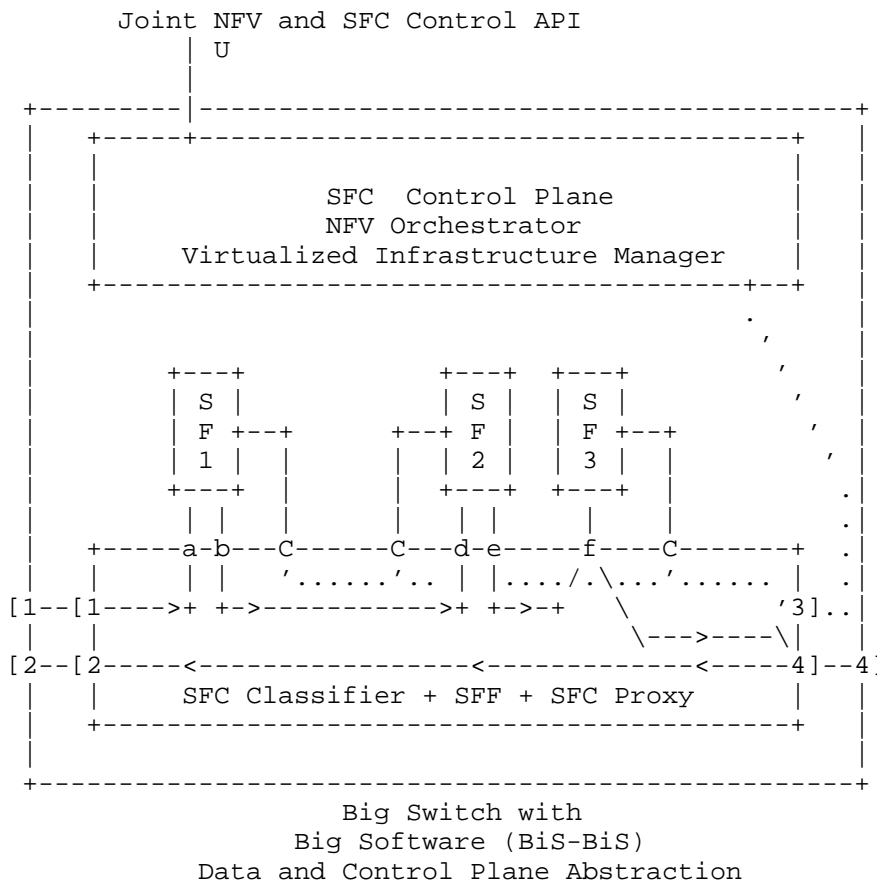 Joint NFV and SFC Control API
U
SFC  Control Plane
NFV Orchestrator
Virtualized Infrastructure Manager
S S S
F F F
1 2 3
a b C C d e f C
[1--[1 3]
[2--[2 4]--4]
SFC Classifier + SFF + SFC Proxy
Big Switch with
Big Software (BiS-BiS)
Data and Control Plane Abstraction